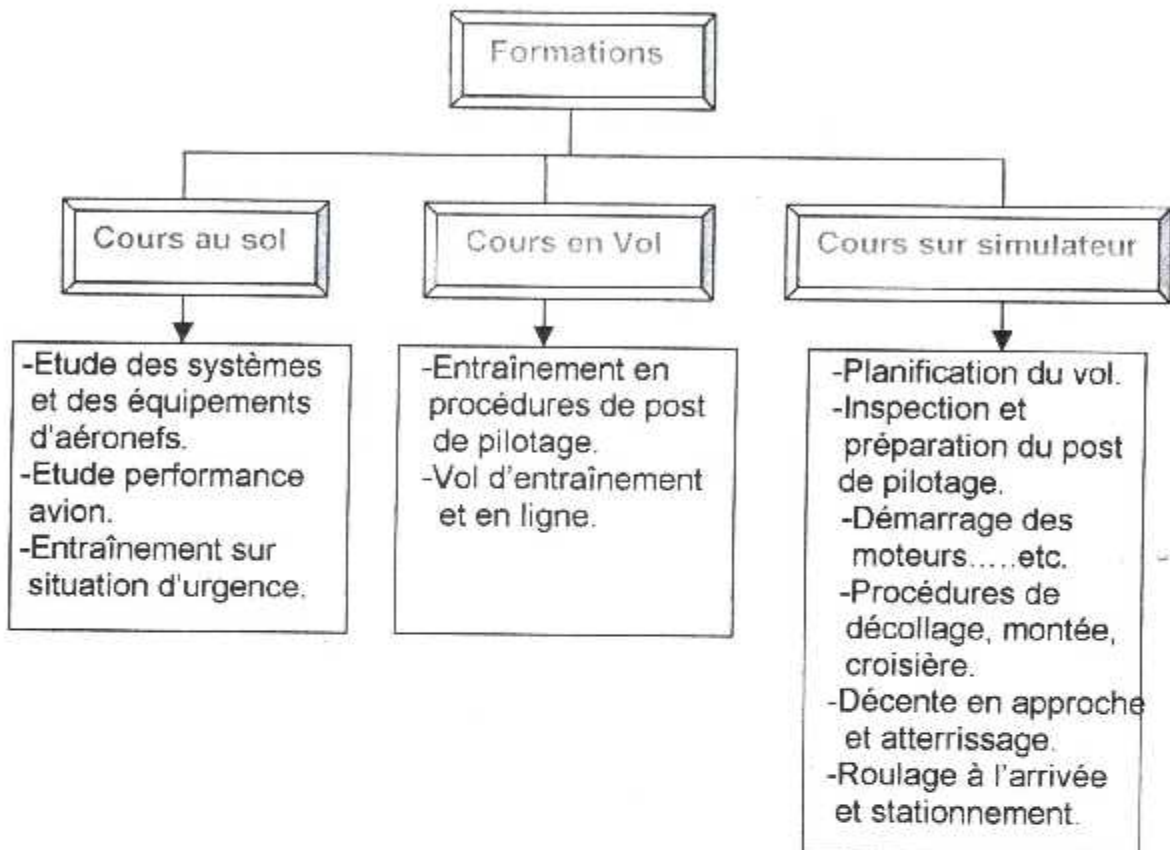 Formations
Cours au sol
Cours en Vol
Cours sur simulateur
-Etude des systèmes
et des équipements
d'aéronefs.
-Etude performance
avion.
-Entraînement sur
situation d'urgence.
-Entraînement en
procédures de post
de pilotage.
-Vol d'entraînement
et en ligne.
-Planification du vol.
-Inspection et
préparation du post
de pilotage.
-Démarrage des
moteurs.....etc.
-Procédures de
décollage, montée,
croisière.
-Décente en approche
et atterrissage.
-Roulage à l'arrivée
et stationnement.